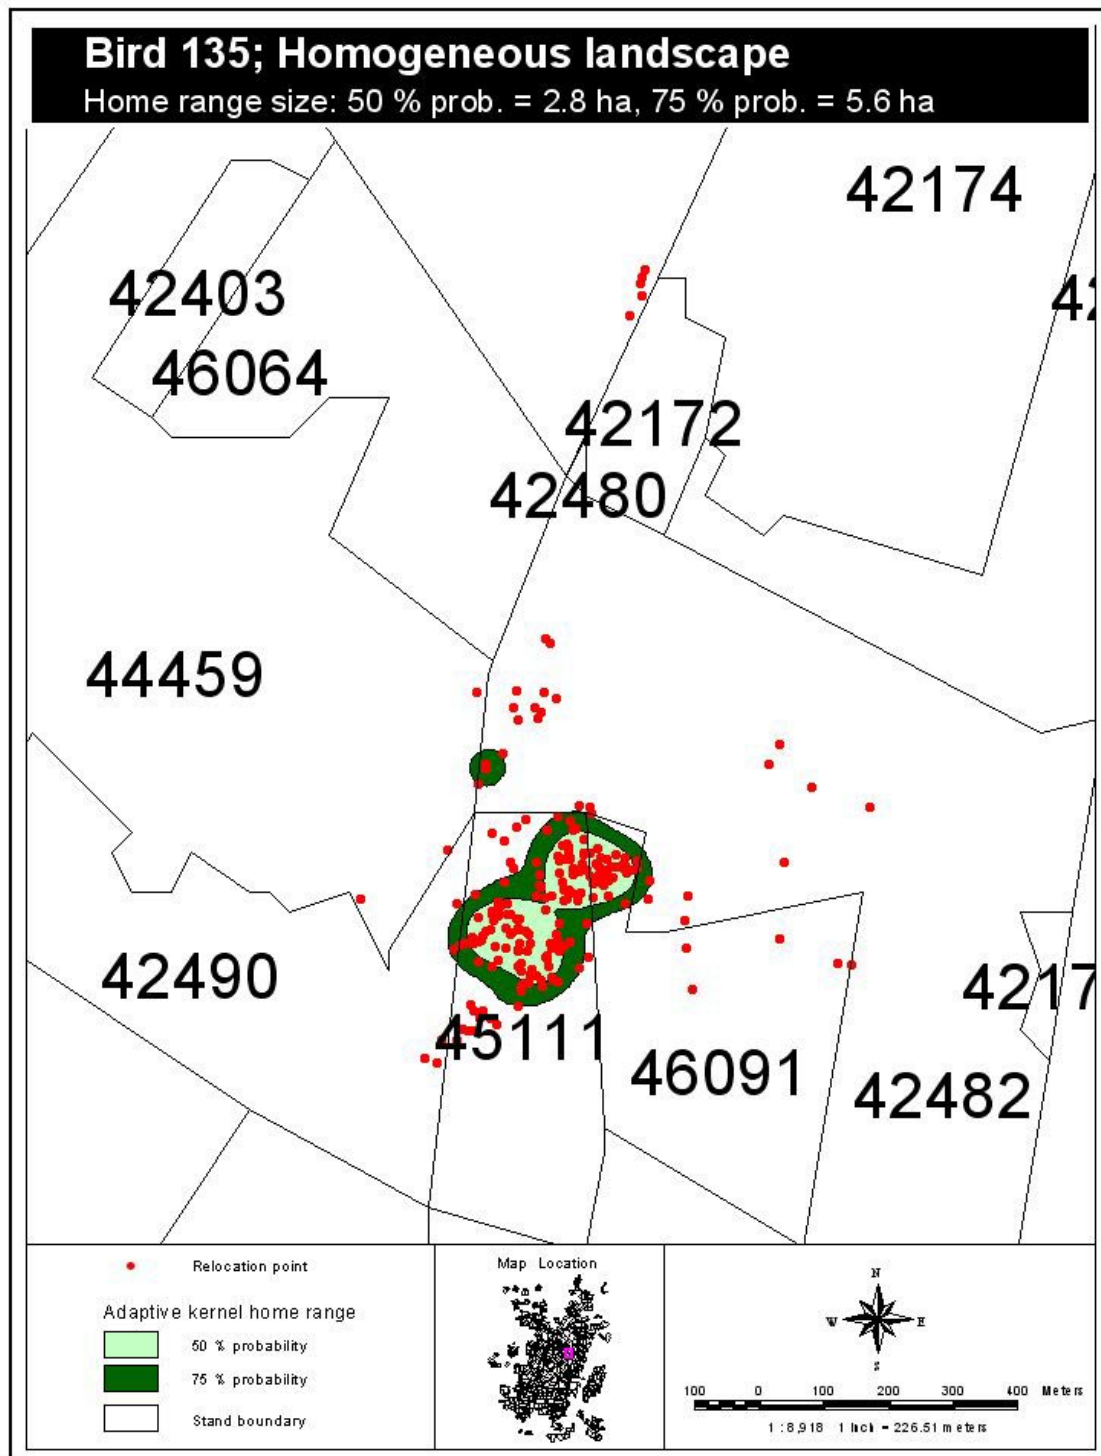 Bird 135; Homogeneous landscape
Home range size: 50 % prob. = 2.8 ha, 75 % prob. = 5.6 ha
42174
42403
42
46064
42172
42480
44459
42490
4217
45111
46091
42482
Relocation point
Adaptive kernel home range
50 % probability
75 % probability
Stand boundary
Map Location
N
W E
S
100 0 100 200 300 400 Meters
1 :8,918 1 Inch = 226.51 meters